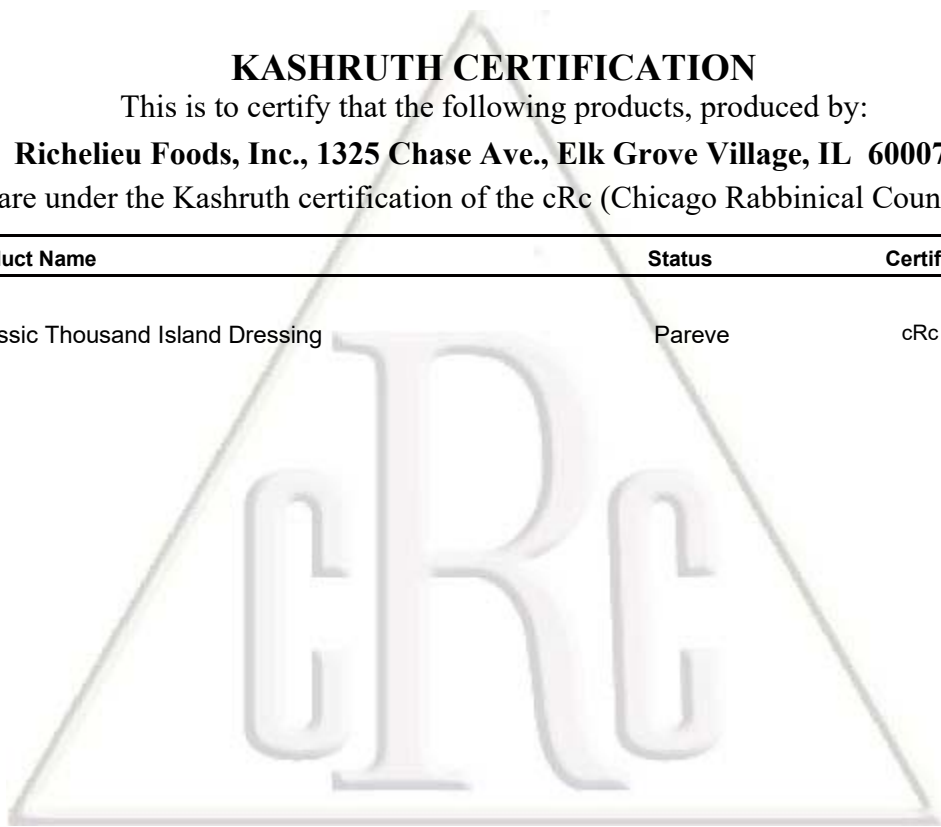 KASHRUTH CERTIFICATION
This is to certify that the following products, produced by:
Richelieu Foods, Inc., 1325 Chase Ave., Elk Grove Village, IL 60007
are under the Kashruth certification of the cRc (Chicago Rabbinical Coun
uct Name Status Certif
ssic Thousand Island Dressing Pareve cRc
cRc